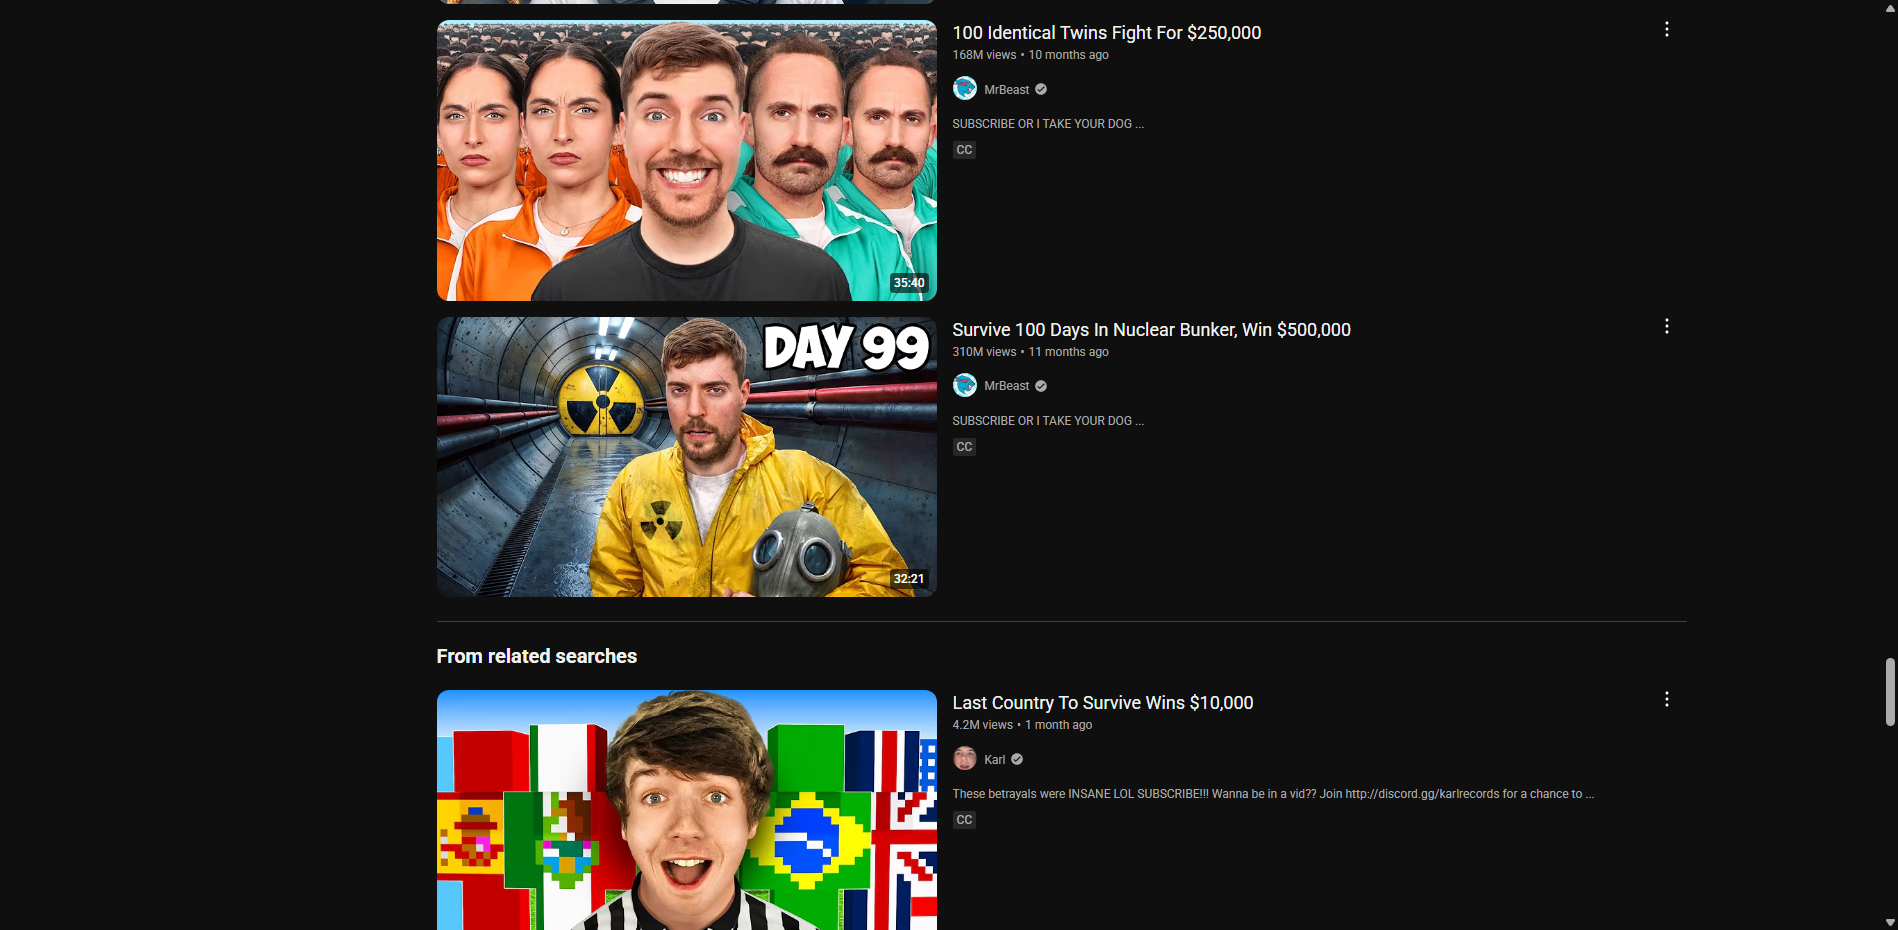 100 Identical Twins Fight For $250,000
168M views • 10 months ago
MrBeast
SUBSCRIBE OR I TAKE YOUR DOG ...
CC
35:40
DAY 99
32:21
Survive 100 Days In Nuclear Bunker, Win $500,000
310M views • 11 months ago
MrBeast
SUBSCRIBE OR I TAKE YOUR DOG ...
CC
From related searches
Last Country To Survive Wins $10,000
4.2M views • 1 month ago
Karl
These betrayals were INSANE LOL SUBSCRIBE!!! Wanna be in a vid?? Join http://discord.gg/karlrecords for a chance to ...
CC